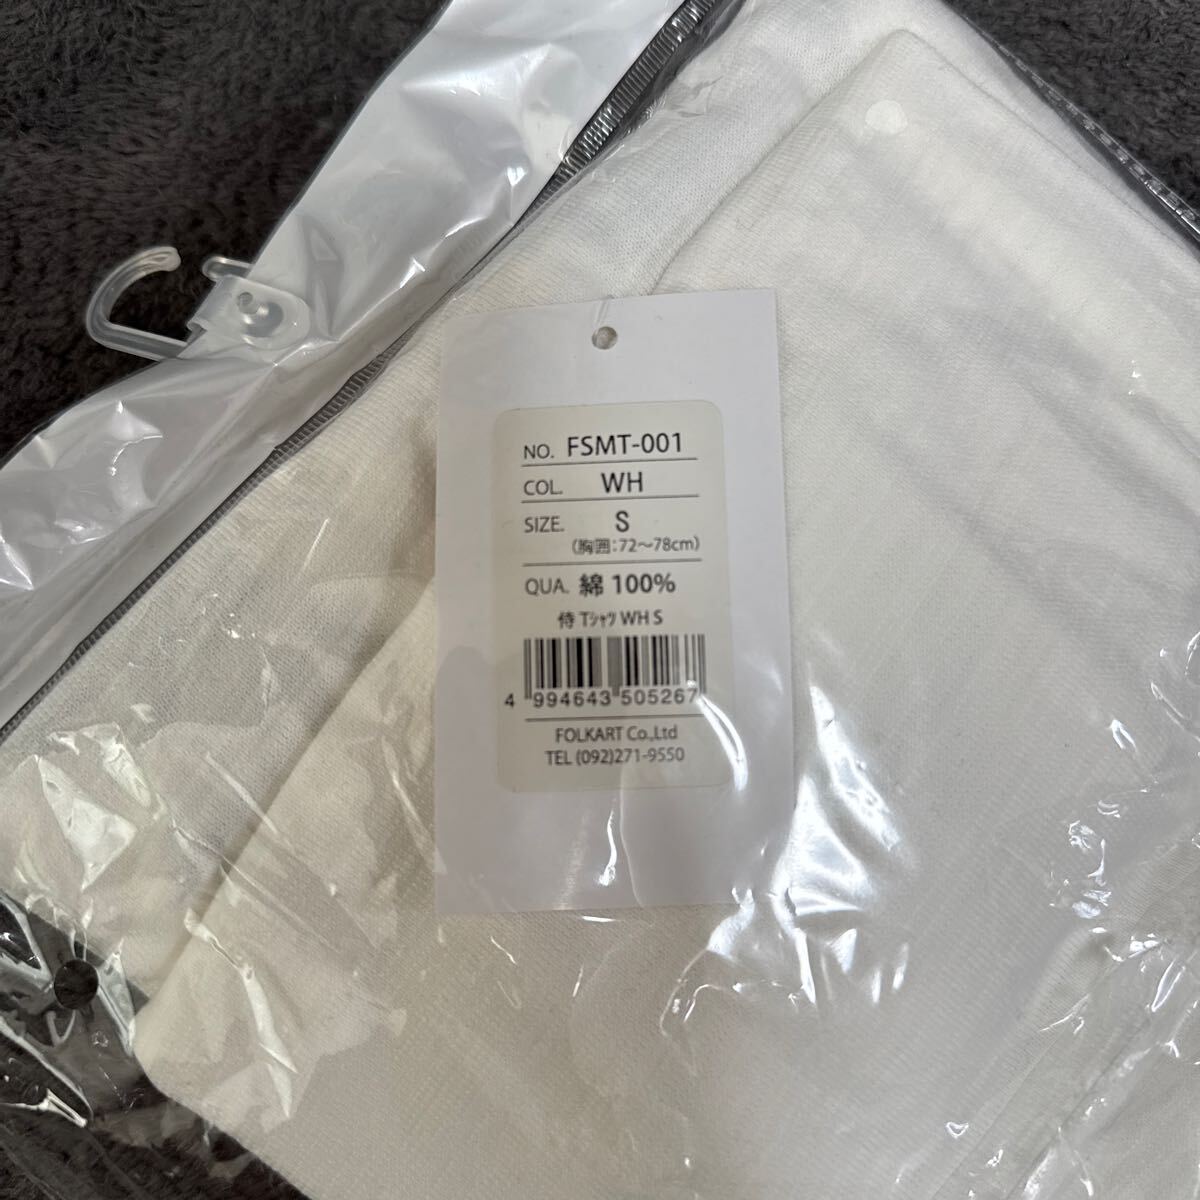 NO. FSMT-001
COL. WH
SIZE. S
(胸囲:72～78cm)
QUA. 綿 100%
侍 Tシャツ WH S
4 994643 505267
FOLKART Co.,Ltd
TEL (092)271-9550